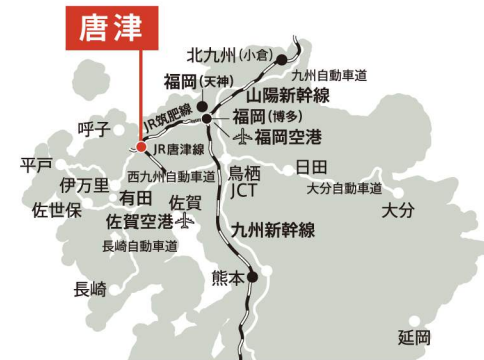 唐津
北九州(小倉)
九州自動車道
福岡(天神)
山陽新幹線
JR筑肥線
福岡(博多)
呼子
福岡空港
JR唐津線
平戸
日田
鳥栖
JCT
西九州自動車道
伊万里
大分自動車道
有田
佐賀
佐世保
大分
佐賀空港
九州新幹線
長崎自動車道
熊本
長崎
延岡